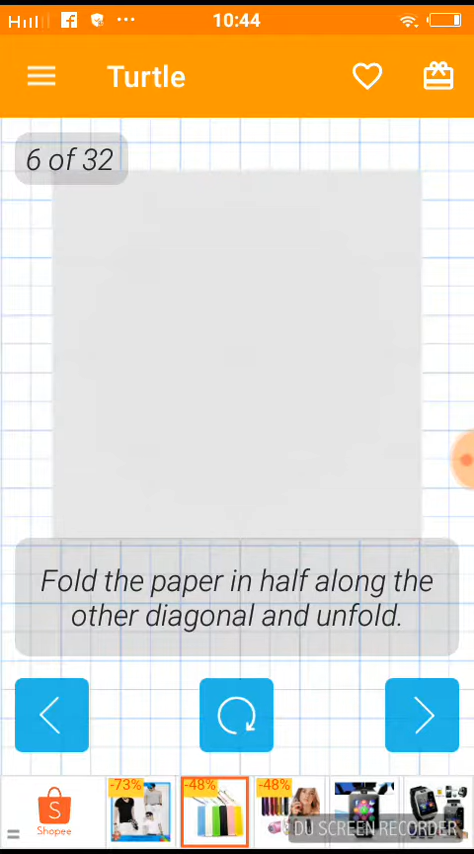 10:44
Turtle
6 of 32
Fold the paper in half along the
other diagonal and unfold.
-73%
-48%
-48%
Shopee
DU SCREEN RECORDER